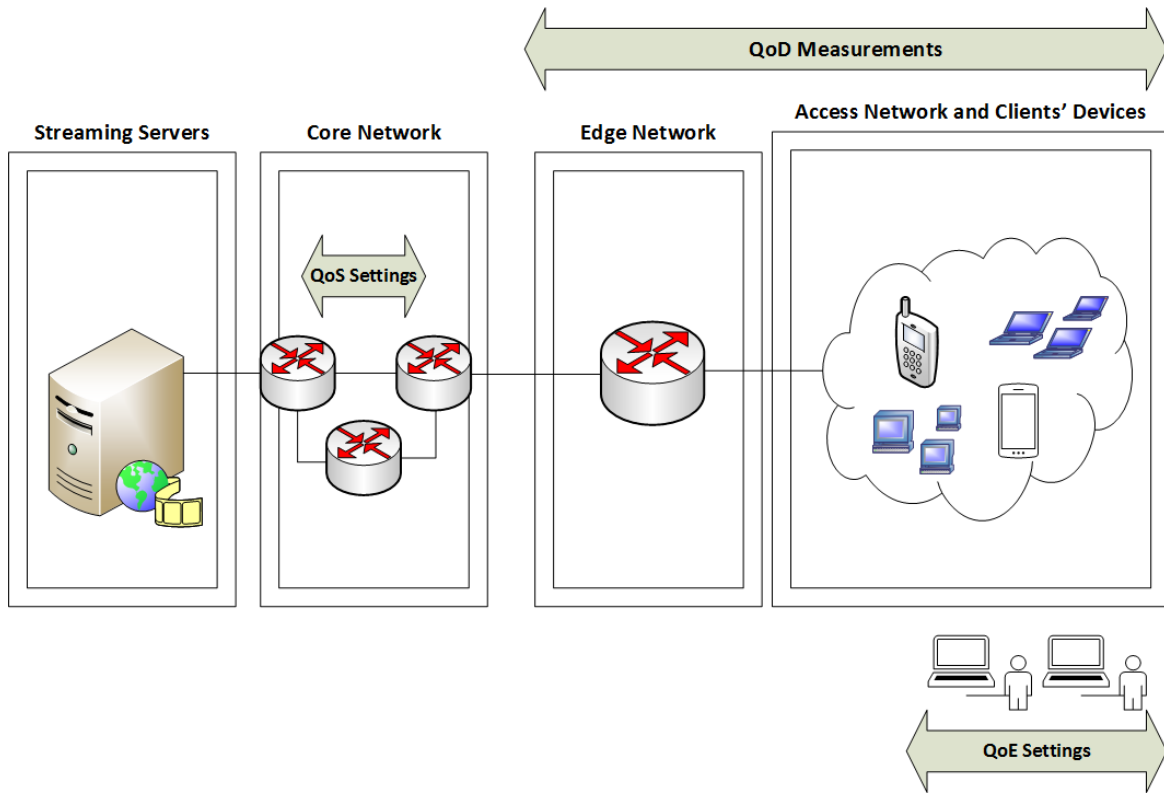 QoD Measurements
Streaming Servers
Core Network
Edge Network
Access Network and Clients’ Devices
QoS Settings
QoE Settings